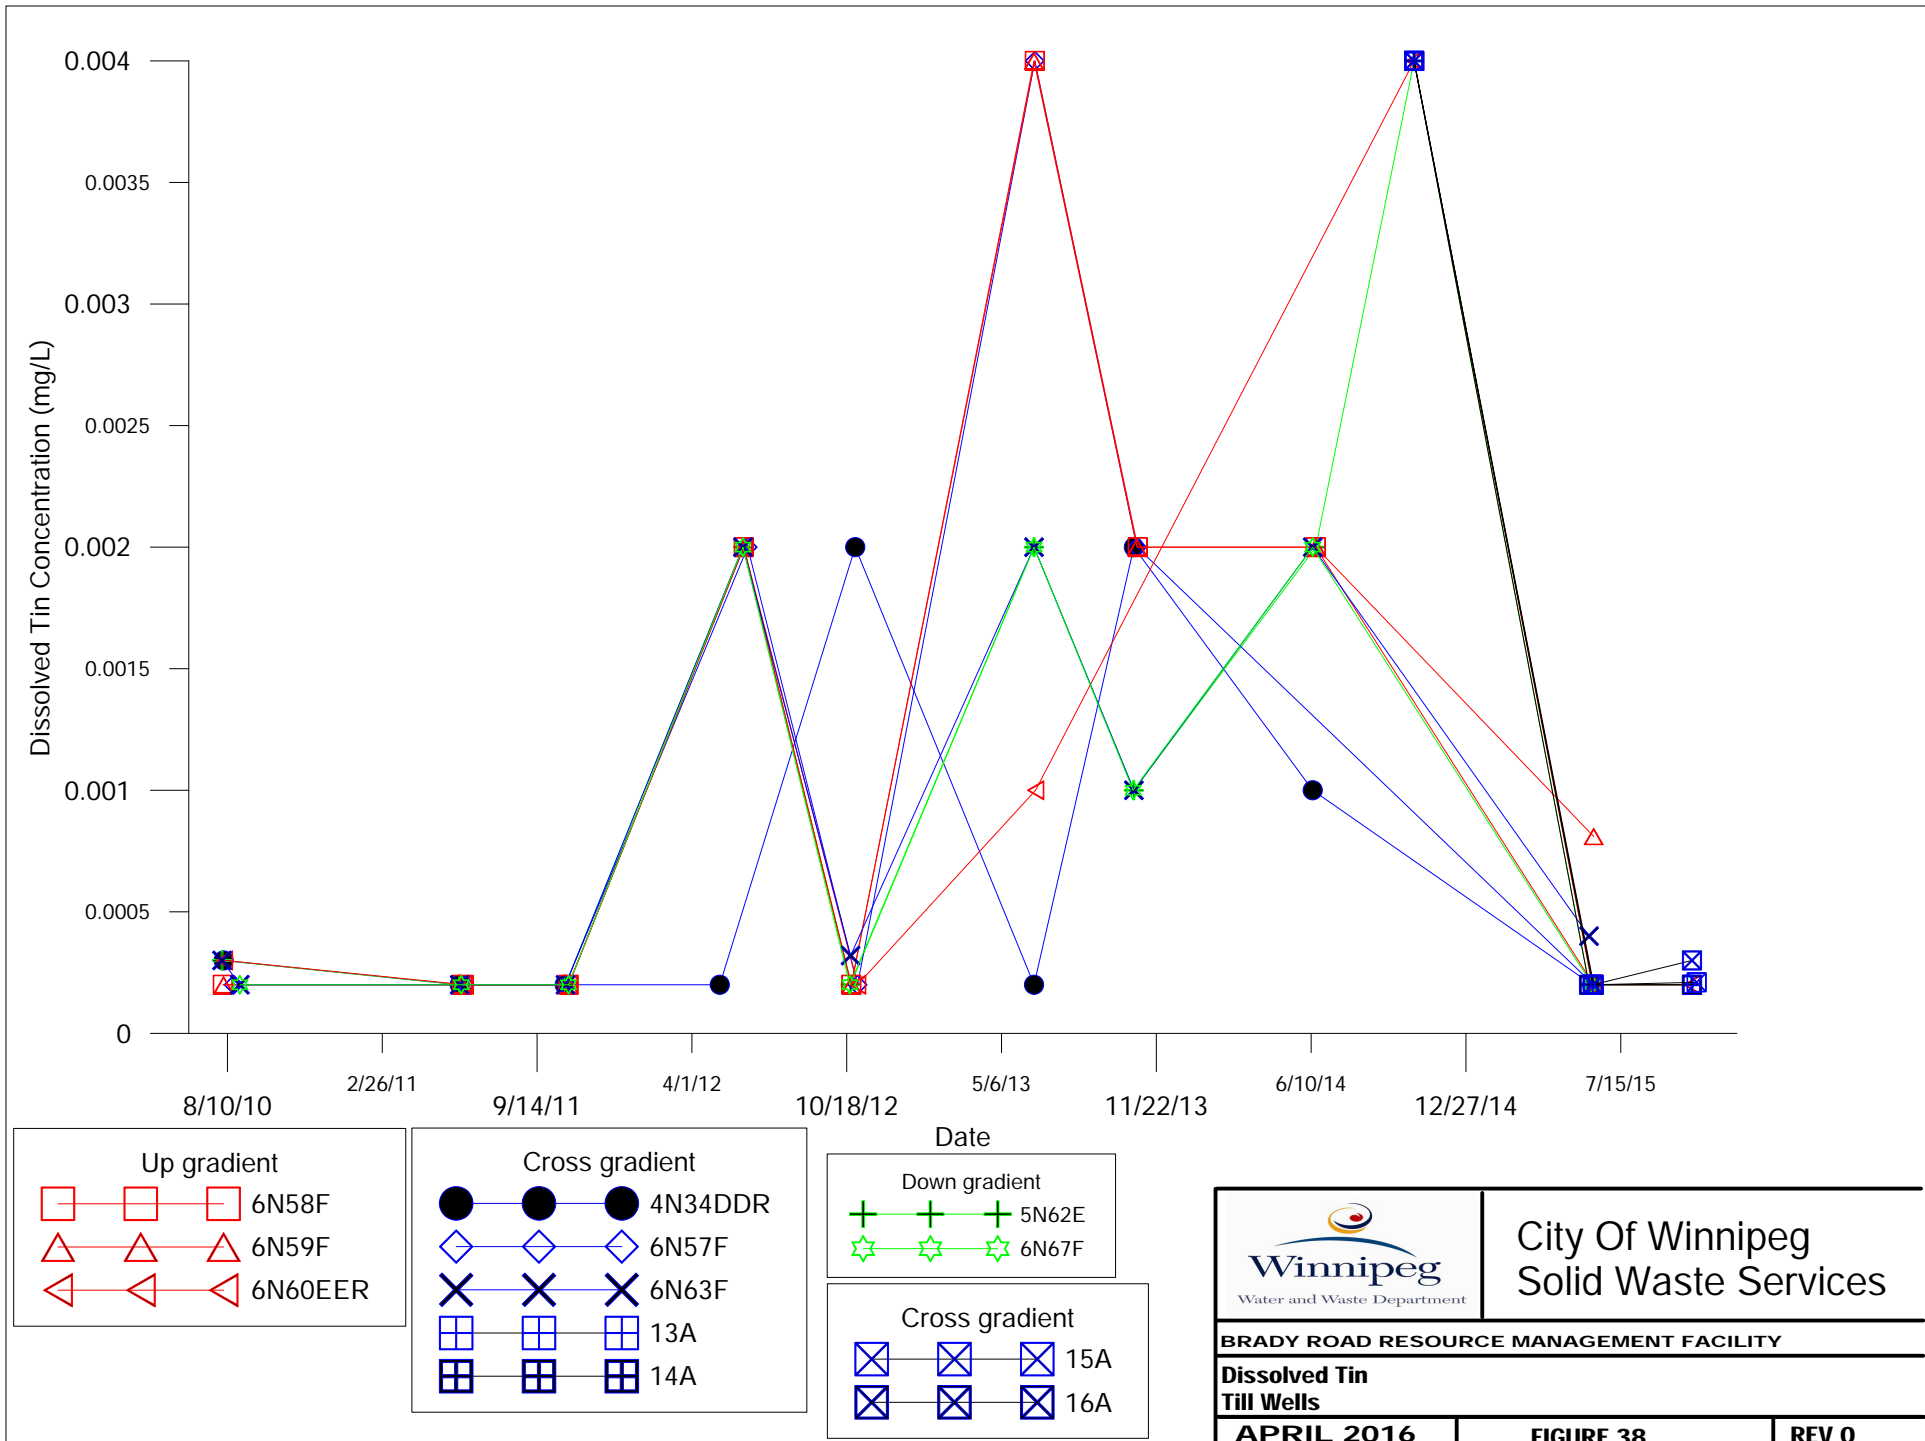 0.004
0.0035
0.003
0.0025
0.002
0.0015
0.001
0.0005
0
Dissolved Tin Concentration (mg/L)
2/26/11
4/1/12
5/6/13
6/10/14
7/15/15
8/10/10
9/14/11
10/18/12
11/22/13
12/27/14
Date
Up gradient
6N58F
6N59F
6N60EER
Cross gradient
4N34DDR
6N57F
6N63F
13A
14A
Down gradient
5N62E
6N67F
Cross gradient
15A
16A
Winnipeg
Water and Waste Department
City Of Winnipeg
Solid Waste Services
BRADY ROAD RESOURCE MANAGEMENT FACILITY
Dissolved Tin
Till Wells
APRIL 2016
FIGURE 38
REV 0